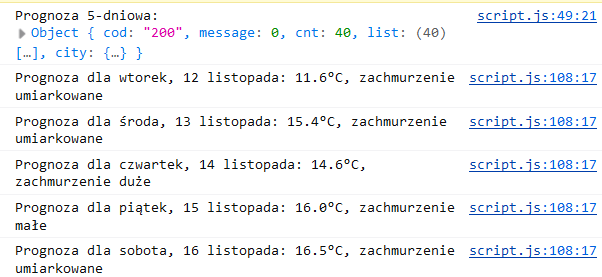 Prognoza 5-dniowa: script.js:49:21
▶ Object { cod: "200", message: 0, cnt: 40, list: (40)
[…], city: {…} }
Prognoza dla wtorek, 12 listopada: 11.6°C, zachmurzenie script.js:108:17
umiarkowane
Prognoza dla środa, 13 listopada: 15.4°C, zachmurzenie script.js:108:17
umiarkowane
Prognoza dla czwartek, 14 listopada: 14.6°C, script.js:108:17
zachmurzenie duże
Prognoza dla piątek, 15 listopada: 16.0°C, zachmurzenie script.js:108:17
małe
Prognoza dla sobota, 16 listopada: 16.5°C, zachmurzenie script.js:108:17
umiarkowane